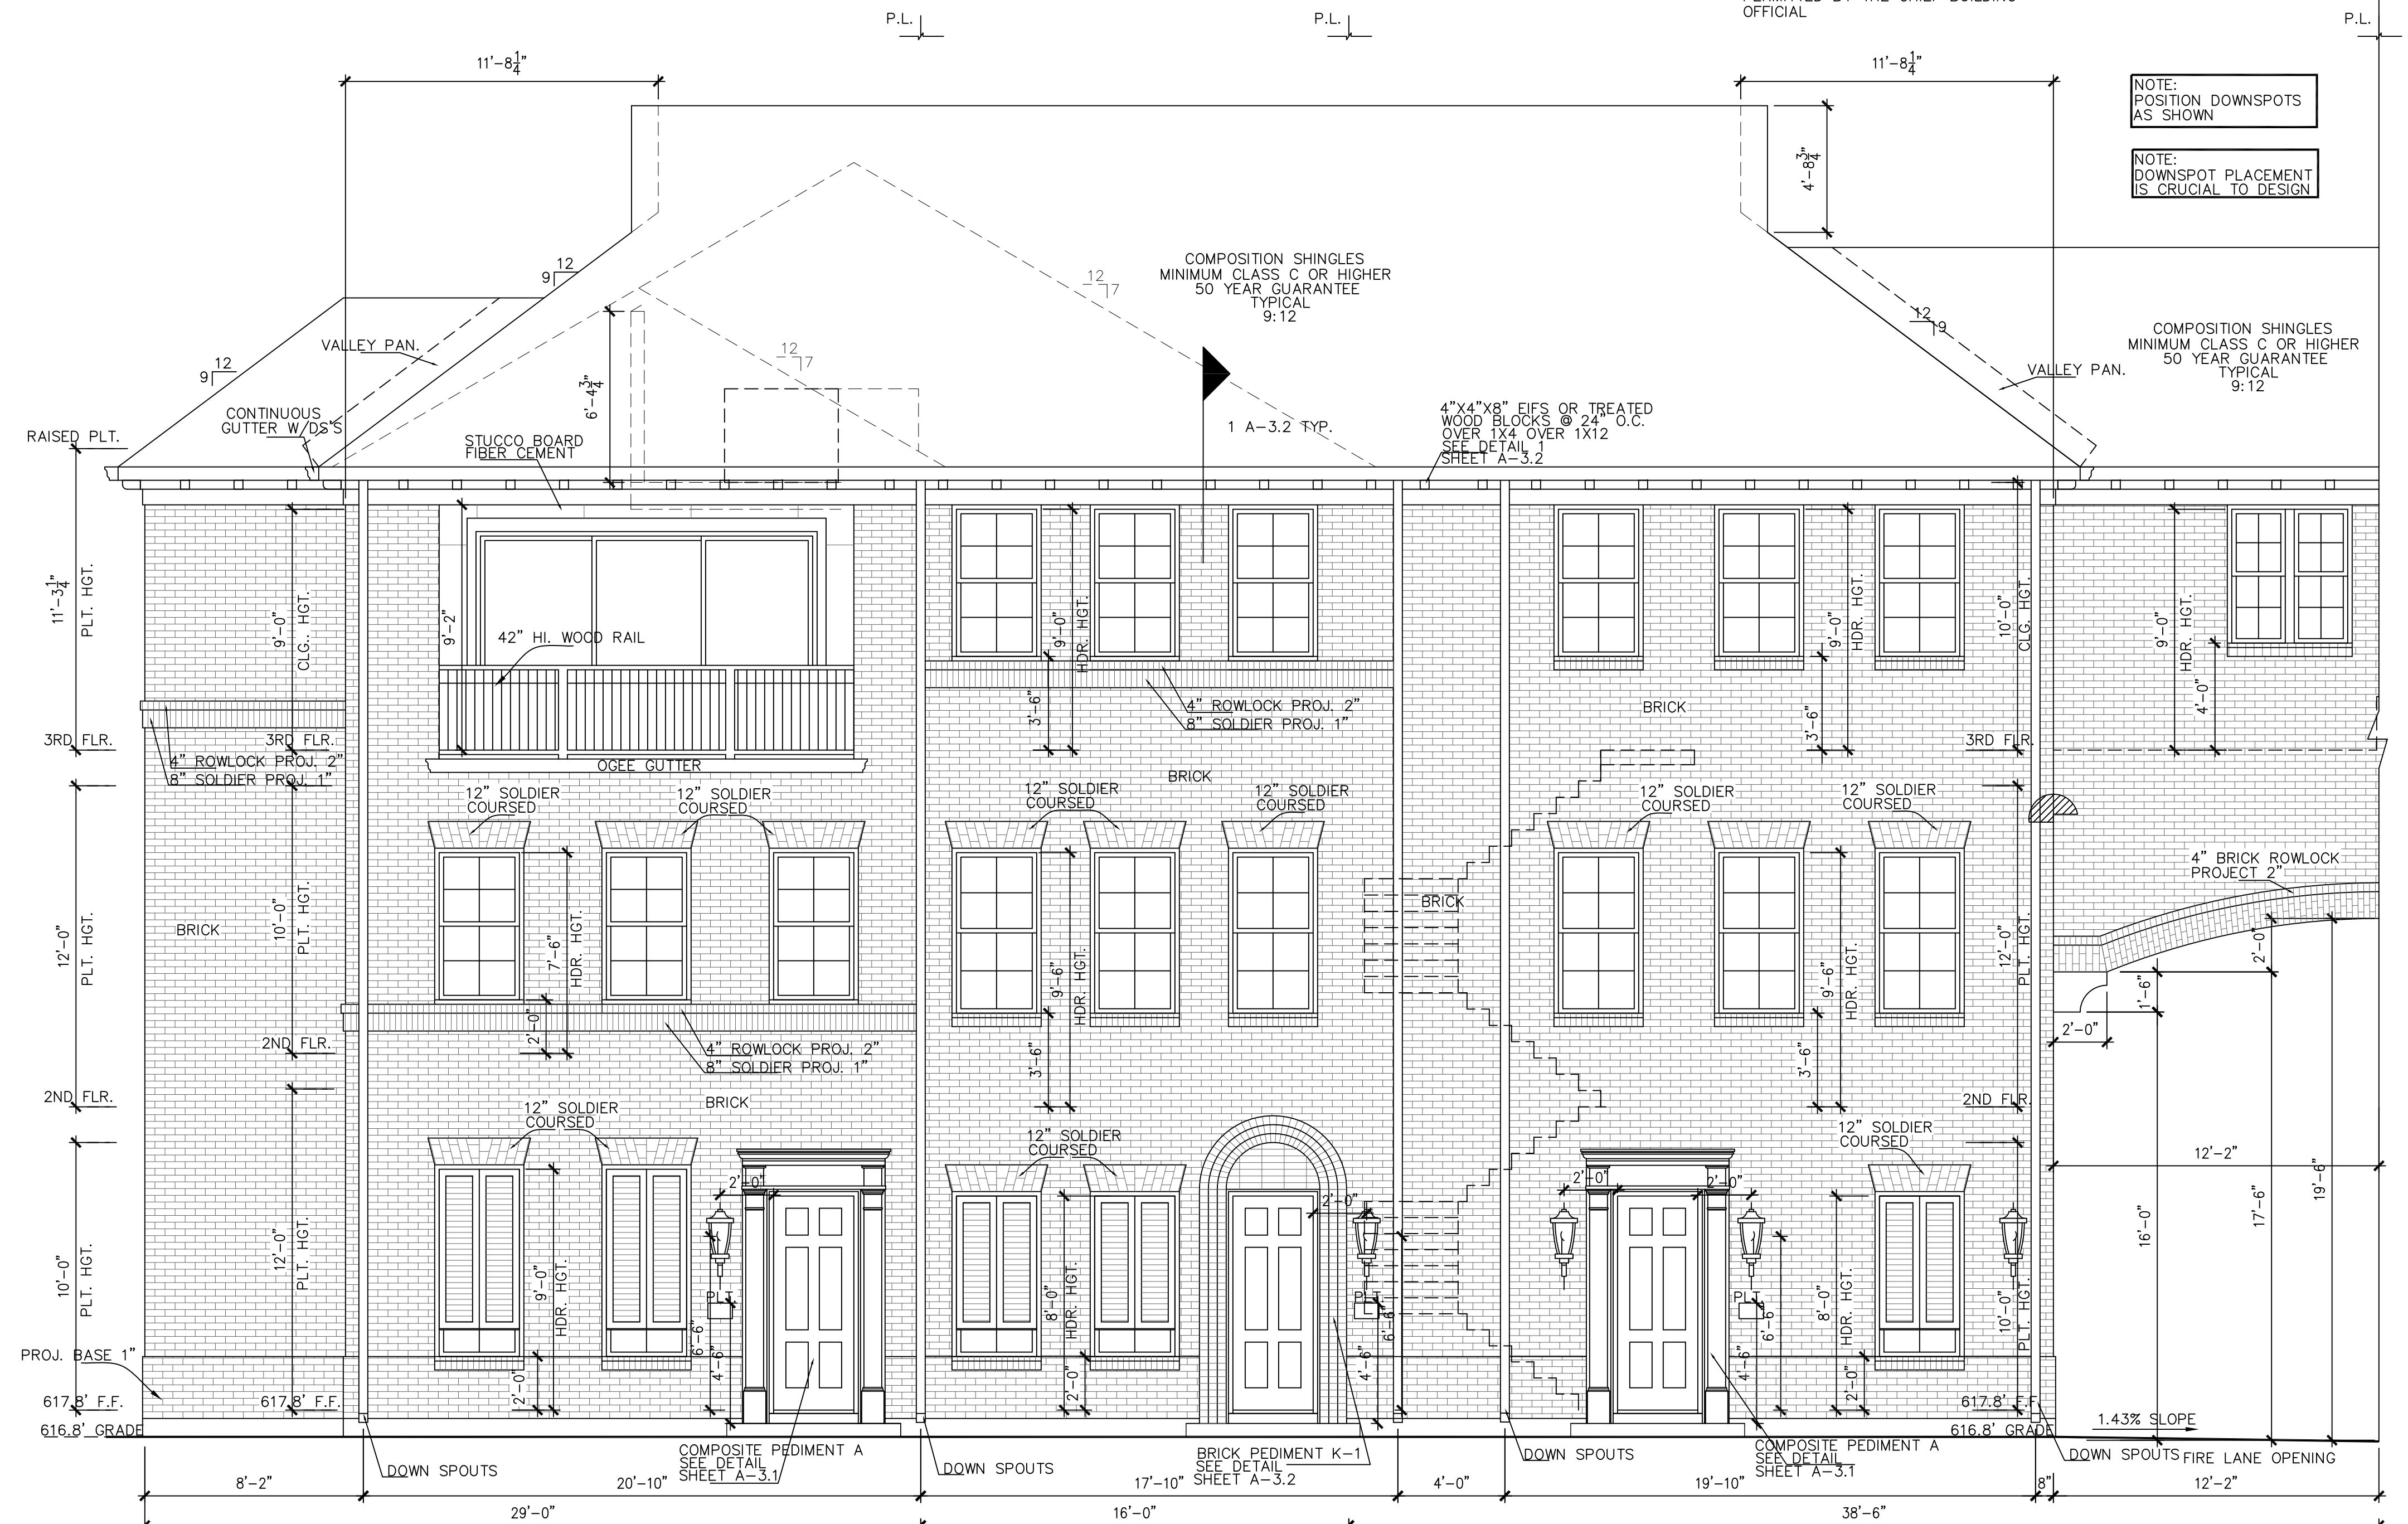 OFFICIAL
P.L.
P.L.
P.L.
11'-8 1/4"
11'-8 1/4"
NOTE:
POSITION DOWNSPOTS
AS SHOWN
NOTE:
DOWNSPOT PLACEMENT
IS CRUCIAL TO DESIGN
4'-8 3/4"
COMPOSITION SHINGLES
MINIMUM CLASS C OR HIGHER
50 YEAR GUARANTEE
TYPICAL
9:12
COMPOSITION SHINGLES
MINIMUM CLASS C OR HIGHER
50 YEAR GUARANTEE
TYPICAL
9:12
12
9
12
9
12
7
12
7
12
9
VALLEY PAN.
VALLEY PAN.
6'-4 3/4"
CONTINUOUS
GUTTER W/DS'S
RAISED PLT.
STUCCO BOARD
FIBER CEMENT
1 A-3.2 TYP.
4"X4"X8" EIFS OR TREATED
WOOD BLOCKS @ 24" O.C.
OVER 1X4 OVER 1X12
SEE DETAIL 1
SHEET A-3.2
11'-3 1/4"
PLT. HGT.
9'-0"
CLG.. HGT.
9'-2"
42" HI. WOOD RAIL
9'-0"
HDR. HGT.
3'-6"
9'-0"
HDR. HGT.
3'-6"
10'-0"
CLG. HGT.
9'-0"
HDR. HGT.
4'-0"
4" ROWLOCK PROJ. 2"
8" SOLDIER PROJ. 1"
BRICK
3RD FLR.
3RD FLR.
3RD FLR.
4" ROWLOCK PROJ. 2"
8" SOLDIER PROJ. 1"
OGEE GUTTER
BRICK
12" SOLDIER
COURSED
12" SOLDIER
COURSED
12" SOLDIER
COURSED
12" SOLDIER
COURSED
12" SOLDIER
COURSED
12" SOLDIER
COURSED
4" BRICK ROWLOCK
PROJECT 2"
BRICK
BRICK
12'-0"
PLT. HGT.
10'-0"
PLT. HGT.
7'-6"
HDR. HGT.
2'-0"
9'-6"
HDR. HGT.
3'-6"
9'-6"
HDR. HGT.
3'-6"
12'-0"
PLT. HGT.
2'-0"
1'-6"
2'-0"
2ND FLR.
4" ROWLOCK PROJ. 2"
8" SOLDIER PROJ. 1"
2ND FLR.
BRICK
2ND FLR.
12" SOLDIER
COURSED
12" SOLDIER
COURSED
12" SOLDIER
COURSED
12'-2"
2'-0"
2'-0"
2'-0"
2'-0"
10'-0"
PLT. HGT.
12'-0"
PLT. HGT.
9'-0"
HDR. HGT.
2'-0"
6'-6"
4'-6"
PLT
8'-0"
HDR. HGT.
2'-0"
PLT
6'-6"
4'-6"
PLT
6'-6"
4'-6"
8'-0"
HDR. HGT.
2'-0"
10'-0"
PLT. HGT.
16'-0"
17'-6"
19'-6"
PROJ. BASE 1"
617.8' F.F.
617.8' F.F.
617.8' F.F.
616.8' GRADE
616.8' GRADE
1.43% SLOPE
DOWN SPOUTS
COMPOSITE PEDIMENT A
SEE DETAIL
SHEET A-3.1
DOWN SPOUTS
BRICK PEDIMENT K-1
SEE DETAIL
SHEET A-3.2
DOWN SPOUTS
COMPOSITE PEDIMENT A
SEE DETAIL
SHEET A-3.1
DOWN SPOUTS
FIRE LANE OPENING
8'-2"
20'-10"
17'-10"
4'-0"
19'-10"
8"
12'-2"
29'-0"
16'-0"
38'-6"